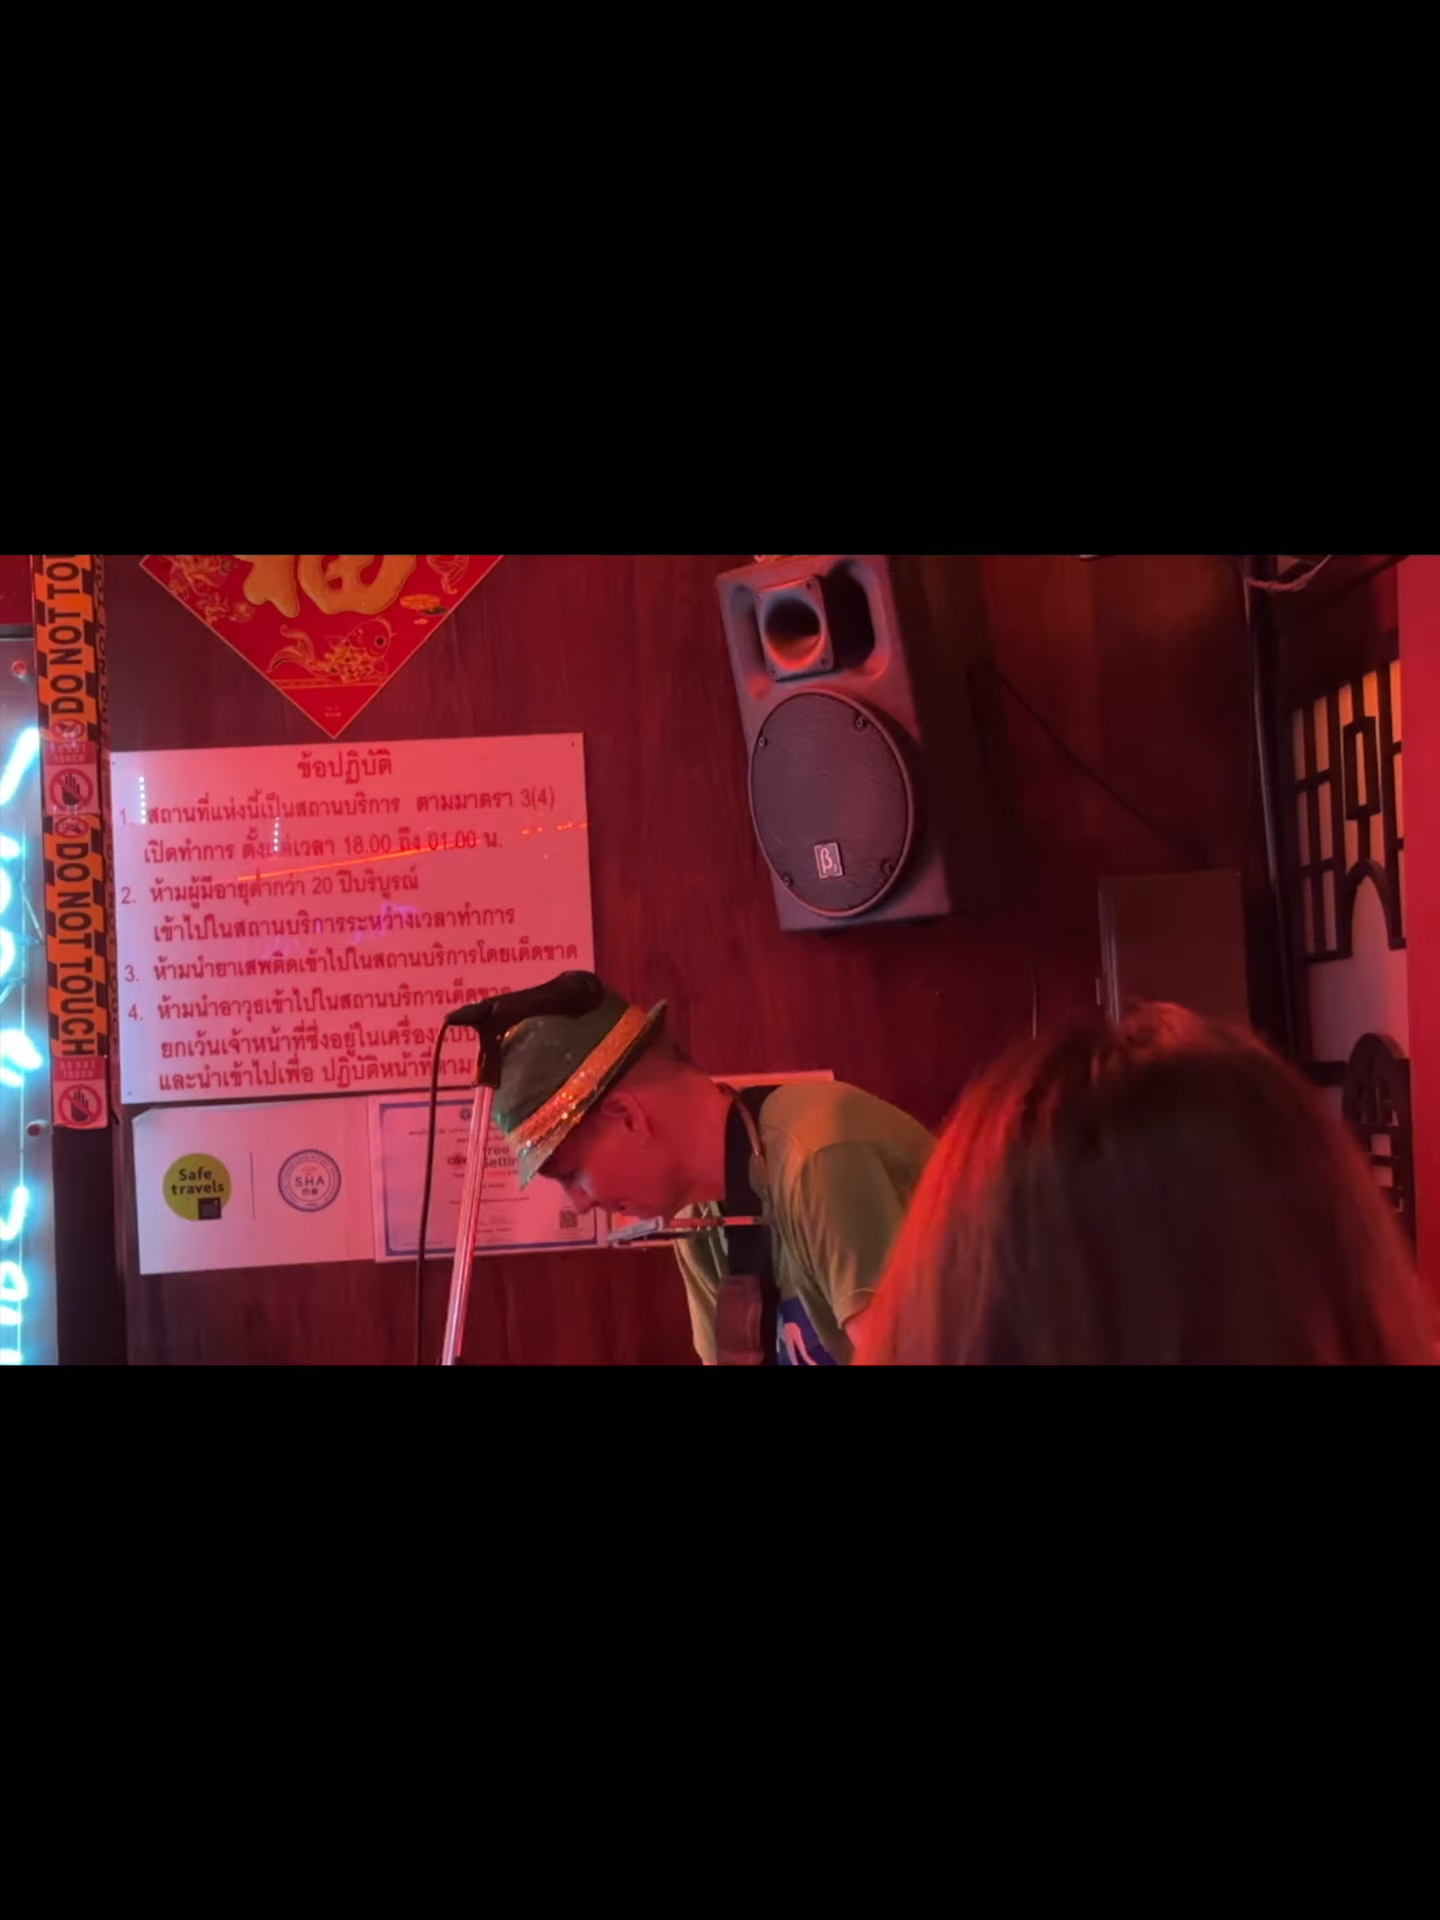 DO NOT TOU
DO NOT TOUCH
福
ข้อปฏิบัติ
1. สถานที่แห่งนี้เป็นสถานบริการ ตามมาตรา 3(4)
เปิดทำการ ตั้งแต่เวลา 18.00 ถึง 01.00 น.
2. ห้ามผู้มีอายุต่ำกว่า 20 ปีบริบูรณ์
เข้าไปในสถานบริการระหว่างเวลาทำการ
3. ห้ามนำยาเสพติดเข้าไปในสถานบริการโดยเด็ดขาด
4. ห้ามนำอาวุธเข้าไปในสถานบริการเด็ดขาด
ยกเว้นเจ้าหน้าที่ซึ่งอยู่ในเครื่อง
และนำเข้าไปเพื่อ ปฏิบัติหน้าที่ตาม
Safe
travels
SHA
ree
Settin
β